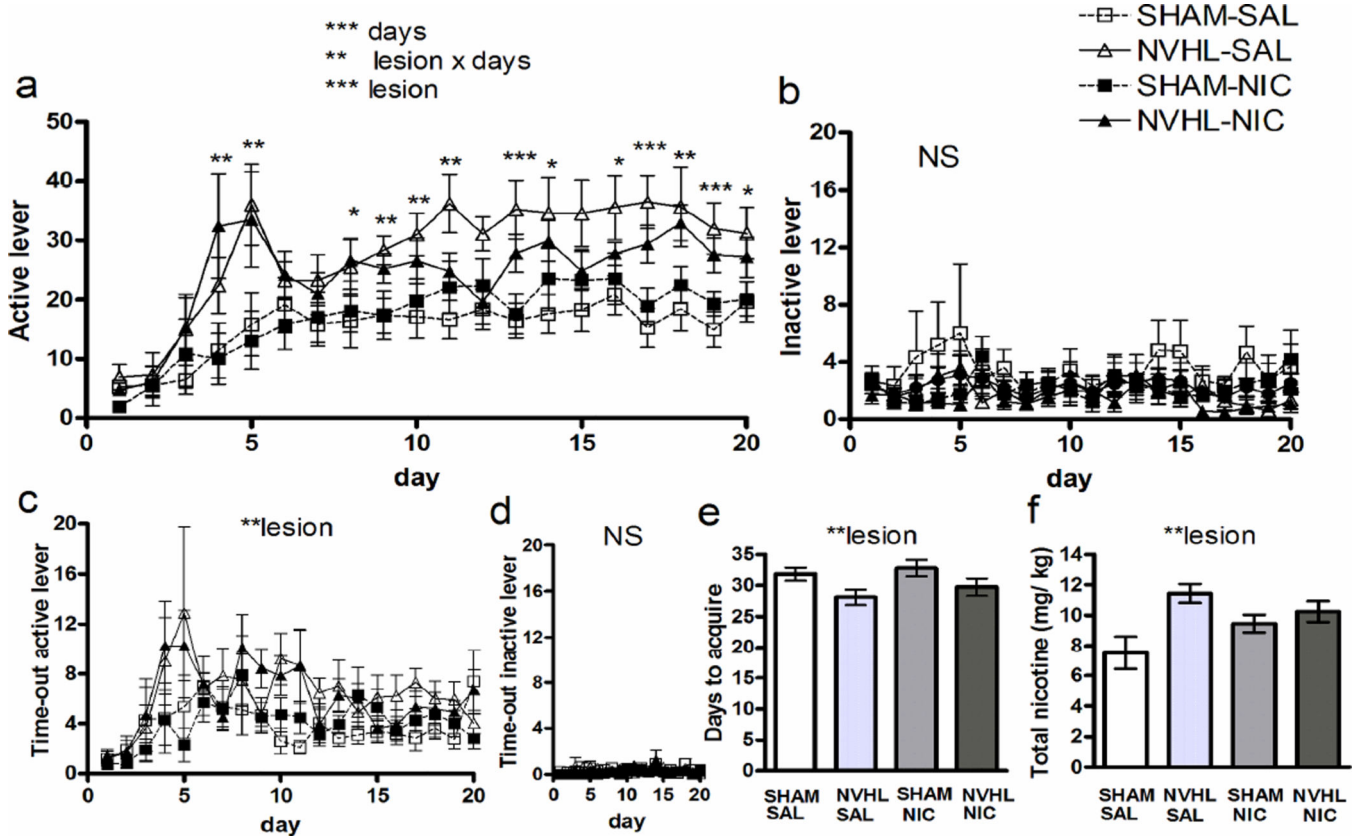 *** days
** lesion x days
*** lesion
SHAM-SAL
NVHL-SAL
SHAM-NIC
NVHL-NIC
a
50
40
30
20
10
0
** ** * ** ** ** *** * * *** ** *** *
Active lever
0 5 10 15 20
day
b
NS
20
16
12
8
4
0
Inactive lever
0 5 10 15 20
day
c
**lesion
20
16
12
8
4
0
Time-out active lever
0 5 10 15 20
day
d
NS
20
16
12
8
4
0
Time-out inactive lever
0 5 10 15 20
day
e
**lesion
35
30
25
20
15
10
5
0
Days to acquire
SHAM NVHL SHAM NVHL
SAL SAL NIC NIC
f
**lesion
14
12
10
8
6
4
2
0
Total nicotine (mg/ kg)
SHAM NVHL SHAM NVHL
SAL SAL NIC NIC